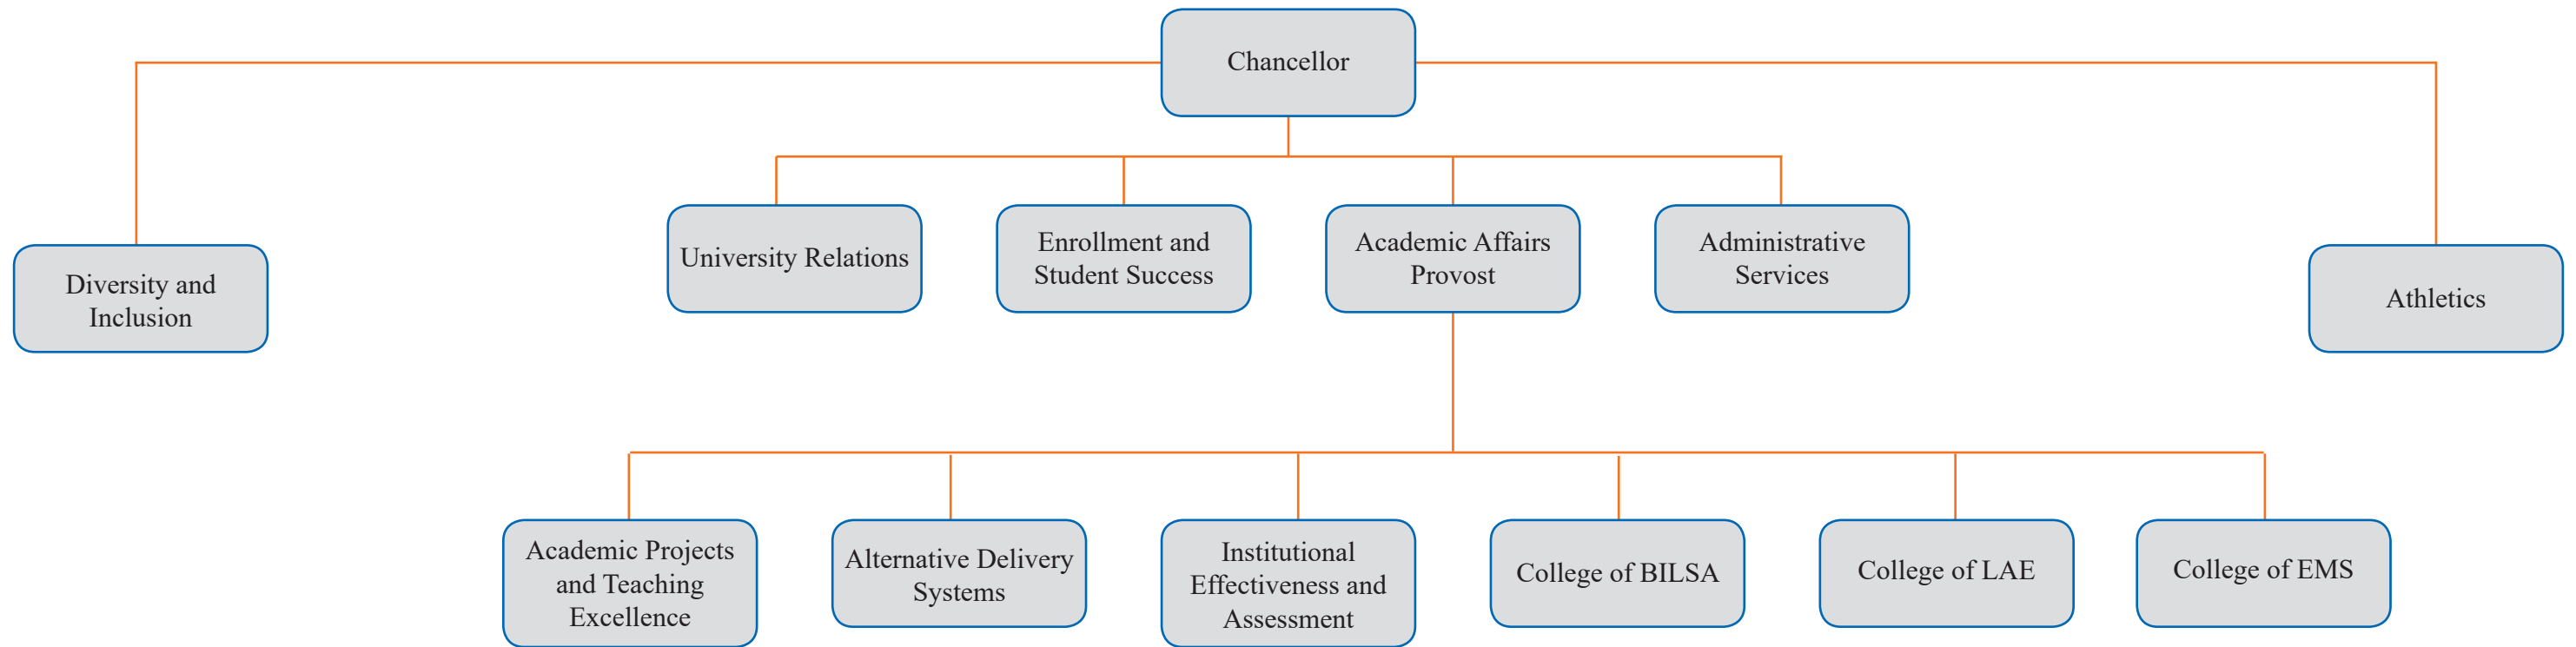 Chancellor
University Relations
Enrollment and
Student Success
Academic Affairs
Provost
Administrative
Services
Diversity and
Inclusion
Athletics
Academic Projects
and Teaching
Excellence
Alternative Delivery
Systems
Institutional
Effectiveness and
Assessment
College of BILSA
College of LAE
College of EMS